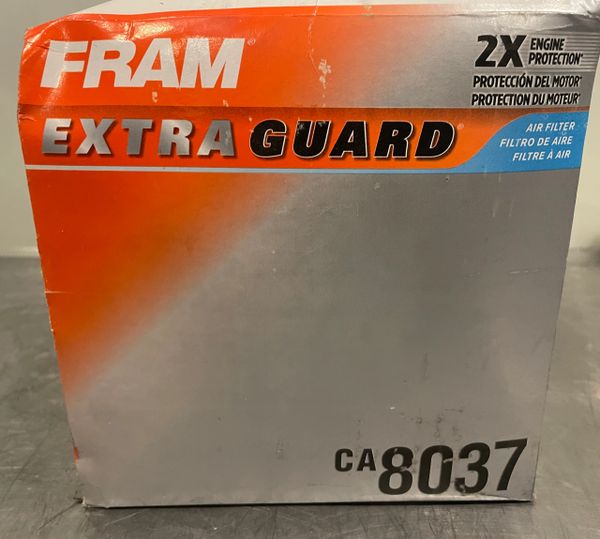 FRAM
2X ENGINE PROTECTION*
PROTECCIÓN DEL MOTOR*
PROTECTION DU MOTEUR*
EXTRA GUARD®
AIR FILTER
FILTRO DE AIRE
FILTRE À AIR
CA8037